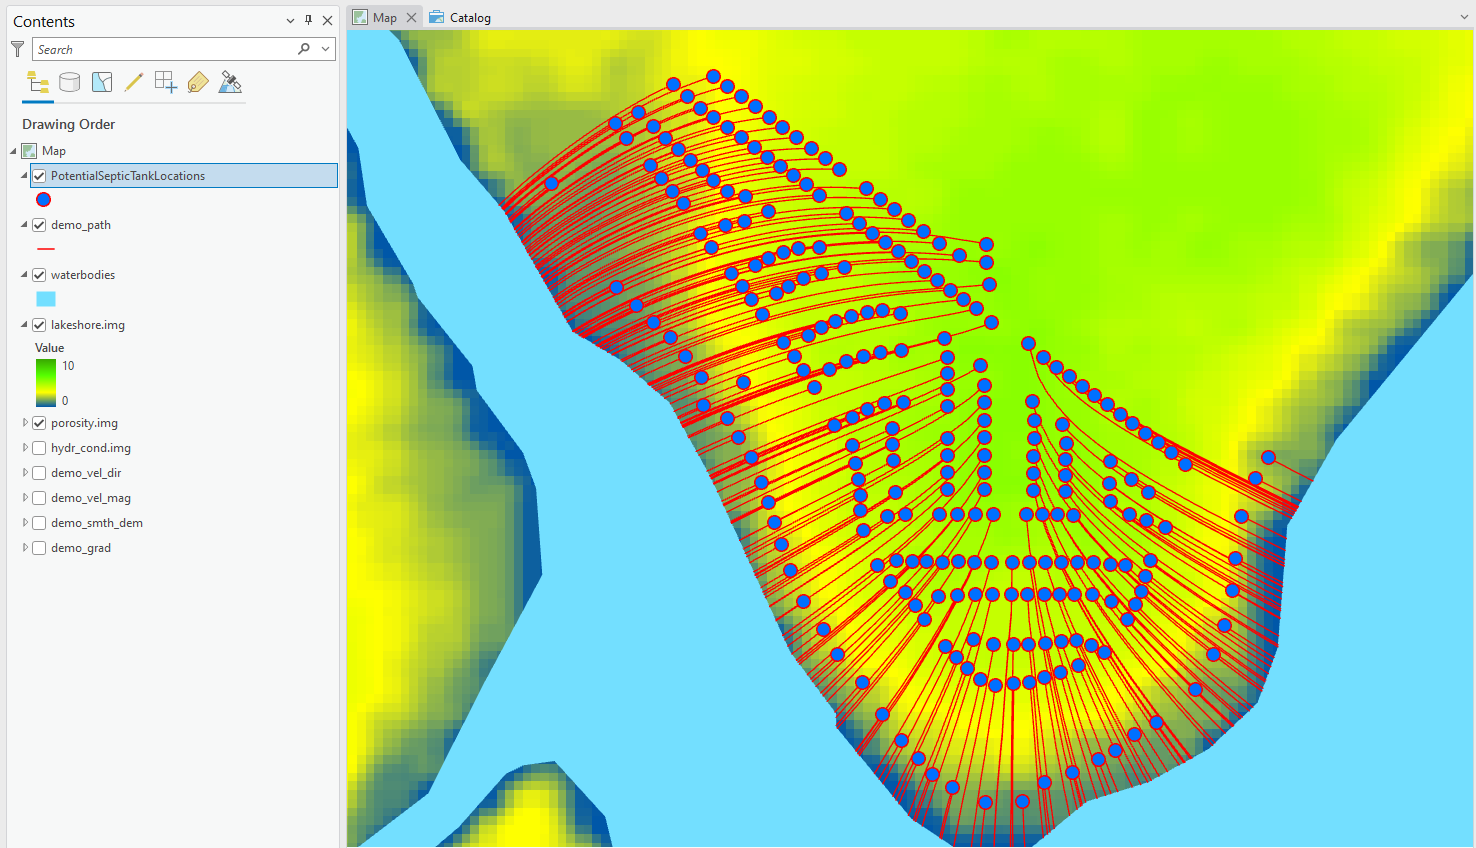 Contents
Map
Catalog
Search
Drawing Order
Map
PotentialSepticTankLocations
demo_path
waterbodies
lakeshore.img
Value
10
0
porosity.img
hydr_cond.img
demo_vel_dir
demo_vel_mag
demo_smth_dem
demo_grad